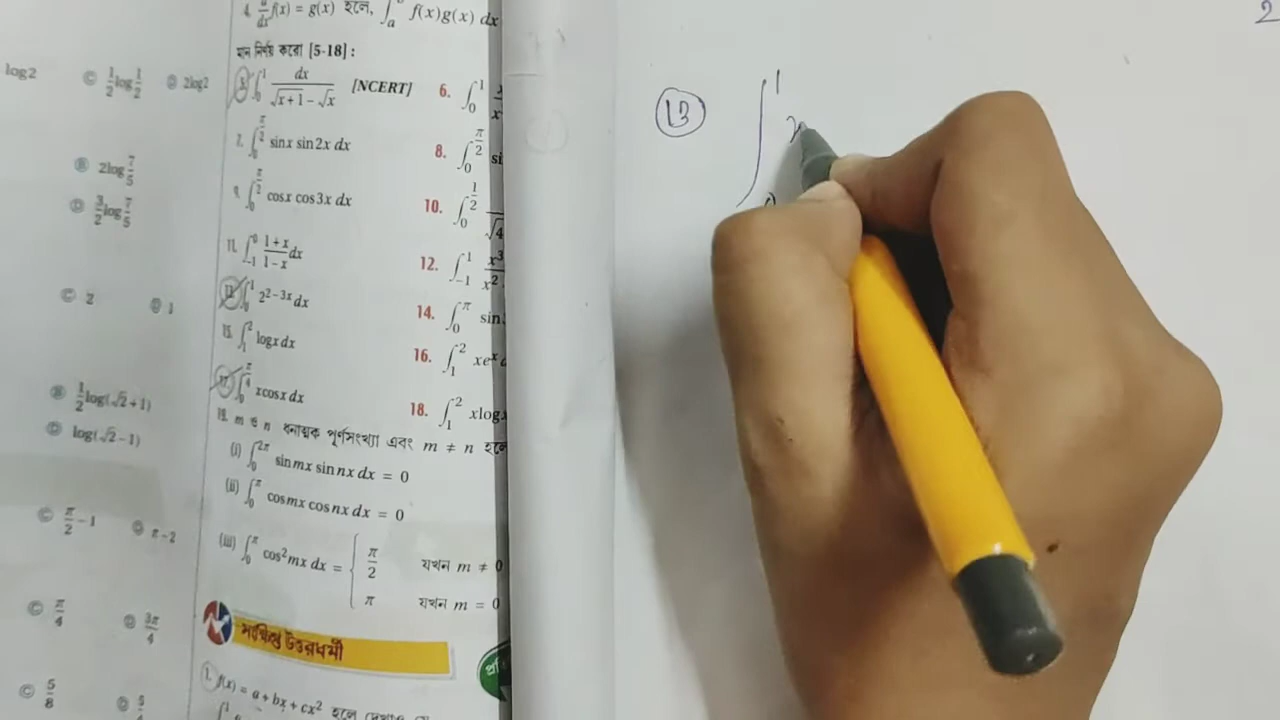 4. d/dx f(x) = g(x) হলে, ∫_a f(x)g(x) dx
মান নির্ণয় করো [5-18] :
5. ∫_0^1 dx/(√(x+1) − √x) [NCERT]
6. ∫_0^1
7. ∫_0^(π/2) sinx sin2x dx
8. ∫_0^(π/2)
9. ∫_0^(π/2) cosx cos3x dx
10. ∫_0^(1/2)
11. ∫_(-1)^0 (1+x)/(1−x) dx
12. ∫_(-1)^1 x³/x²
13. ∫_0^1 2^(2−3x) dx
14. ∫_0^π sin
15. ∫_1^2 logx dx
16. ∫_1^2 xe^x
17. ∫_0^(π/4) xcosx dx
18. ∫_1^2 xlog
19. m ও n ধনাত্মক পূর্ণসংখ্যা এবং m ≠ n হলে
(i) ∫_0^(2π) sinmx sinnx dx = 0
(ii) ∫_0^π cosmx cosnx dx = 0
(iii) ∫_0^π cos²mx dx = { π/2 যখন m ≠ 0
π যখন m = 0
সংক্ষিপ্ত উত্তরধর্মী
1. f(x) = a + bx + cx² হলে
log2
C 1/2 log 1/2 D 2log2
B 2log 7/5
D 3/2 log 7/5
C 2 D 1
B 1/2 log(√2+1)
D log(√2−1)
C π/2 − 1 D π−2
C π/4 D 3π/4
C 5/8
13 ∫_0^1 2
2